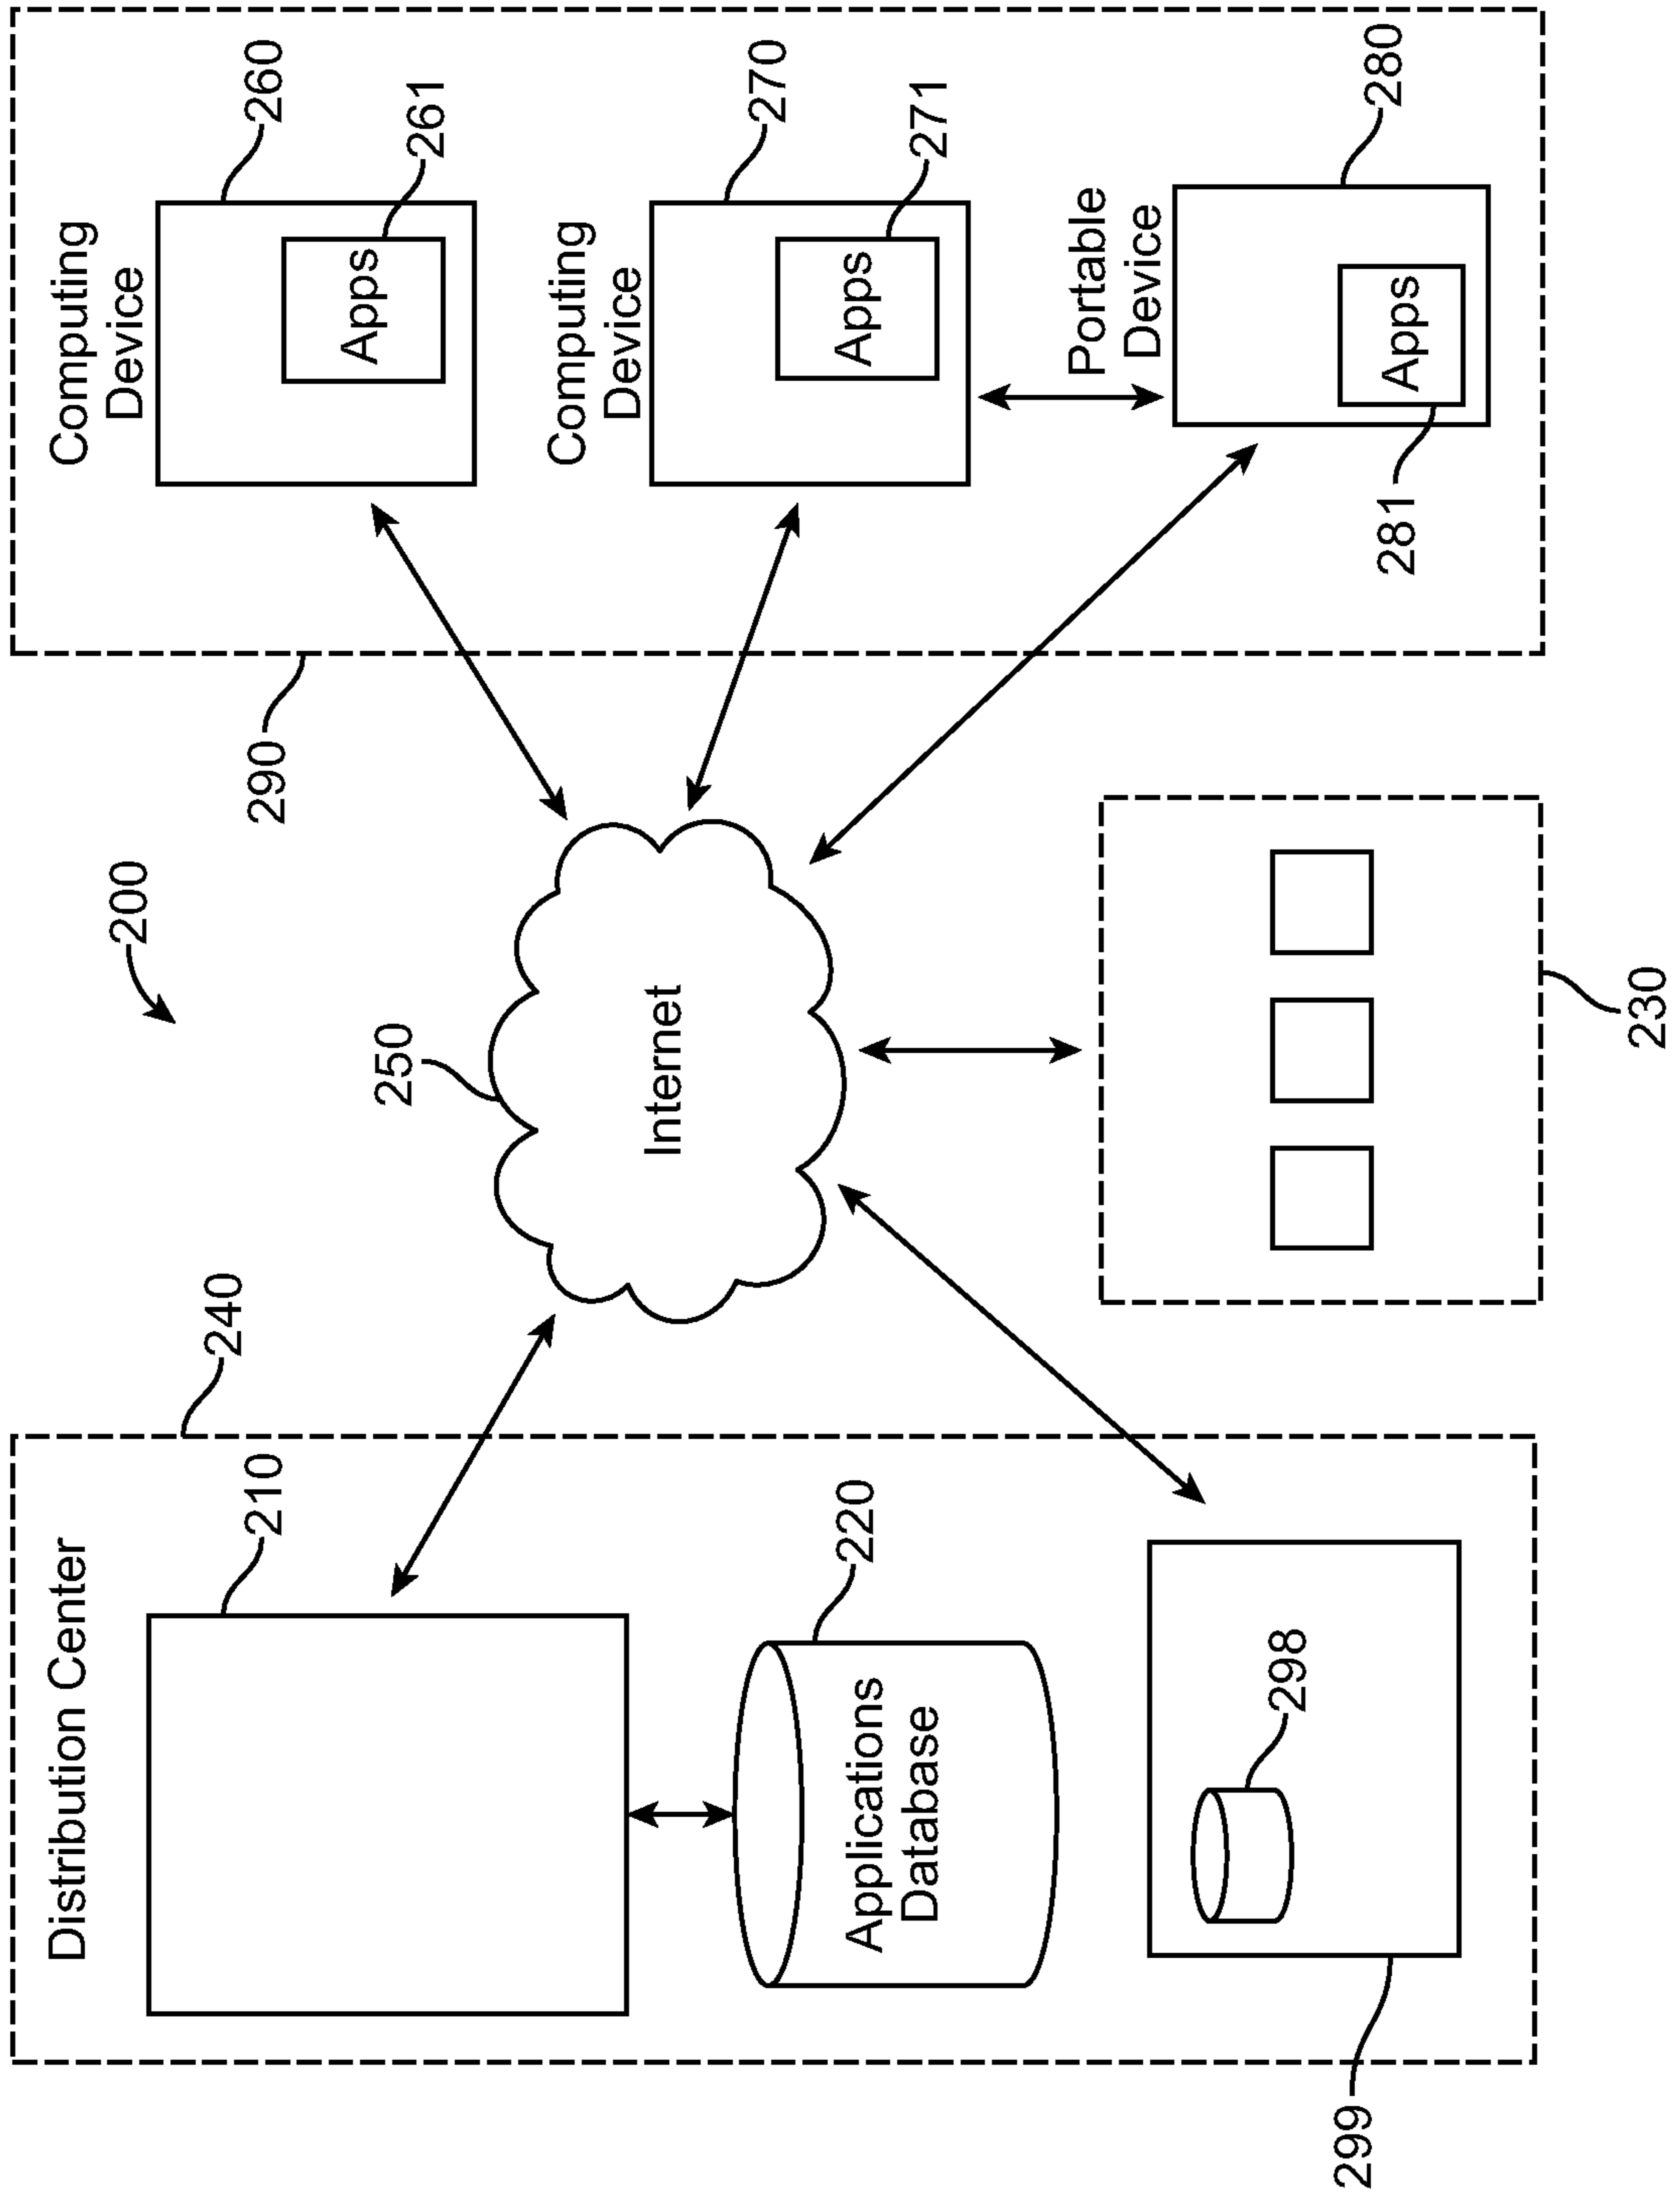 200
Distribution Center
240
210
Applications
Database
220
298
299
250
Internet
230
290
Computing
Device
260
Apps
261
Computing
Device
270
Apps
271
Portable
Device
280
Apps
281